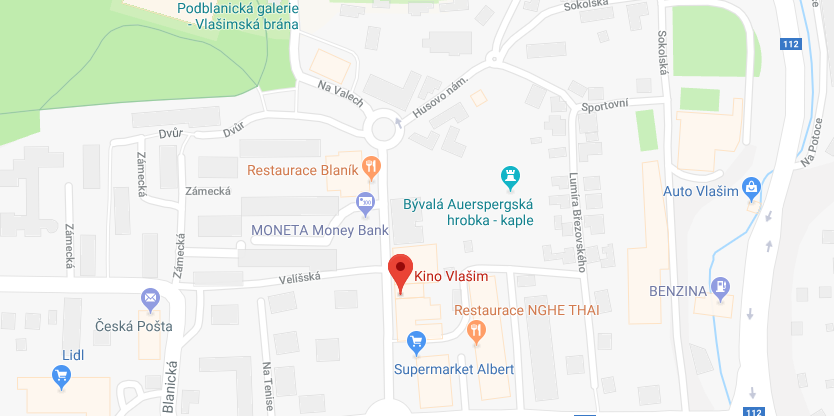 Podblanická galerie
- Vlašimská brána
Sokolská
112
Na Valech
Husovo nám.
Sokolská
Sportovní
Dvůr
Dvůr
Na Potoce
Zámecká
Restaurace Blaník
Zámecká
Lumíra Březovského
Auto Vlašim
Bývalá Auerspergská
hrobka - kaple
MONETA Money Bank
Zámecká
Zámecká
Velišská
Kino Vlašim
BENZINA
Česká Pošta
Restaurace NGHE THAI
Lidl
Blanická
Na Tenise
Supermarket Albert
112
112